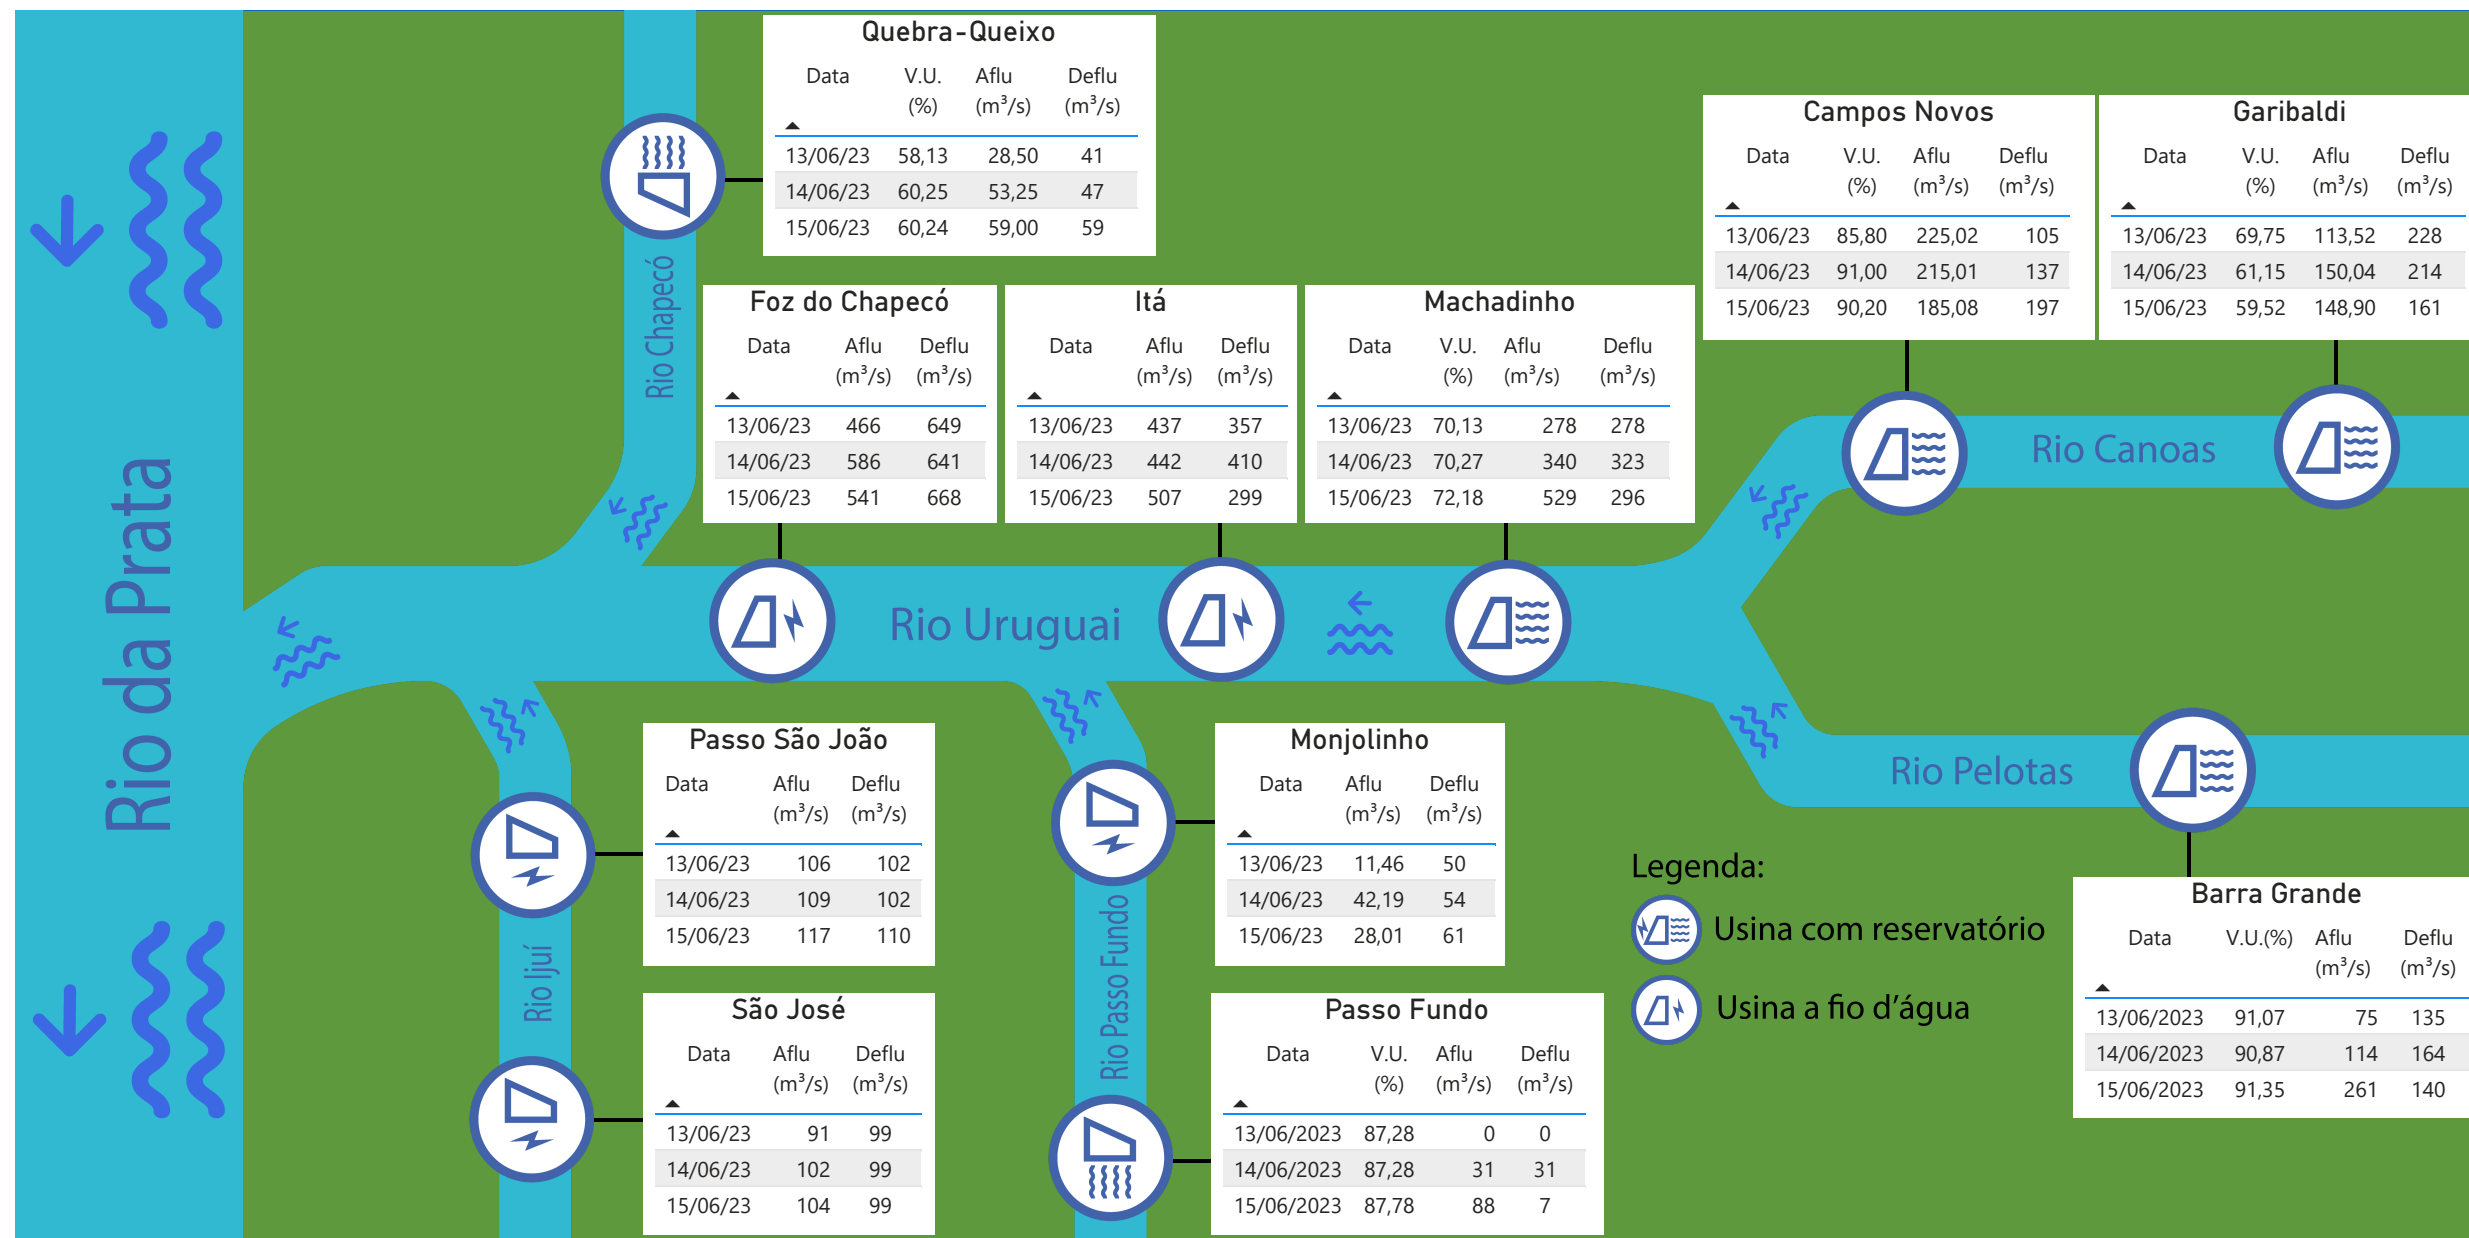 Quebra-Queixo
Data V.U. (%) Aflu (m³/s) Deflu (m³/s)
13/06/23 58,13 28,50 41
14/06/23 60,25 53,25 47
15/06/23 60,24 59,00 59
Campos Novos
Data V.U. (%) Aflu (m³/s) Deflu (m³/s)
13/06/23 85,80 225,02 105
14/06/23 91,00 215,01 137
15/06/23 90,20 185,08 197
Garibaldi
Data V.U. (%) Aflu (m³/s) Deflu (m³/s)
13/06/23 69,75 113,52 228
14/06/23 61,15 150,04 214
15/06/23 59,52 148,90 161
Rio Chapecó
Foz do Chapecó
Data Aflu (m³/s) Deflu (m³/s)
13/06/23 466 649
14/06/23 586 641
15/06/23 541 668
Itá
Data Aflu (m³/s) Deflu (m³/s)
13/06/23 437 357
14/06/23 442 410
15/06/23 507 299
Machadinho
Data V.U. (%) Aflu (m³/s) Deflu (m³/s)
13/06/23 70,13 278 278
14/06/23 70,27 340 323
15/06/23 72,18 529 296
Rio Canoas
Rio da Prata
Rio Uruguai
Rio Pelotas
Passo São João
Data Aflu (m³/s) Deflu (m³/s)
13/06/23 106 102
14/06/23 109 102
15/06/23 117 110
Monjolinho
Data Aflu (m³/s) Deflu (m³/s)
13/06/23 11,46 50
14/06/23 42,19 54
15/06/23 28,01 61
Legenda:
Usina com reservatório
Usina a fio d’água
Barra Grande
Data V.U.(%) Aflu (m³/s) Deflu (m³/s)
13/06/2023 91,07 75 135
14/06/2023 90,87 114 164
15/06/2023 91,35 261 140
Rio Ijuí
Rio Passo Fundo
São José
Data Aflu (m³/s) Deflu (m³/s)
13/06/23 91 99
14/06/23 102 99
15/06/23 104 99
Passo Fundo
Data V.U. (%) Aflu (m³/s) Deflu (m³/s)
13/06/2023 87,28 0 0
14/06/2023 87,28 31 31
15/06/2023 87,78 88 7